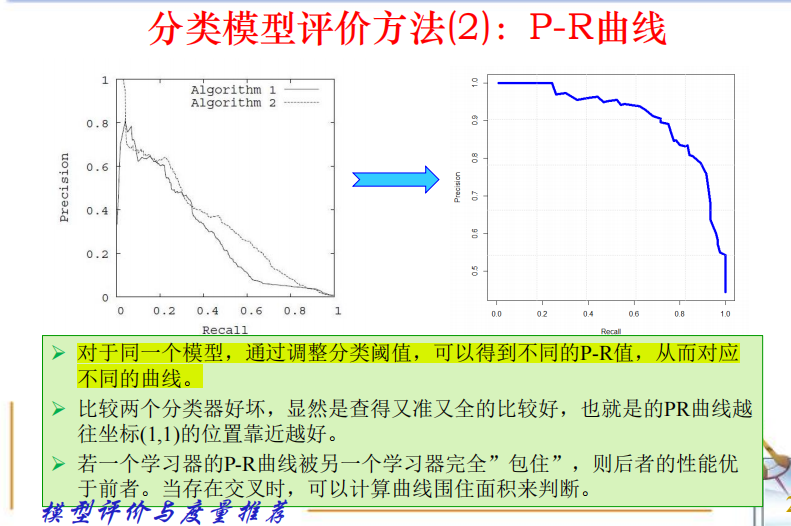 分类模型评价方法(2)：P-R曲线
Algorithm 1
Algorithm 2
Precision
1
0.8
0.6
0.4
0.2
0
0 0.2 0.4 0.6 0.8 1
Recall
Precision
1.0
0.9
0.8
0.7
0.6
0.5
0.0 0.2 0.4 0.6 0.8 1.0
Recall
对于同一个模型，通过调整分类阈值，可以得到不同的P-R值，从而对应
不同的曲线。
比较两个分类器好坏，显然是查得又准又全的比较好，也就是的PR曲线越
往坐标(1,1)的位置靠近越好。
若一个学习器的P-R曲线被另一个学习器完全”包住”，则后者的性能优
于前者。当存在交叉时，可以计算曲线围住面积来判断。
模型评价与度量推荐